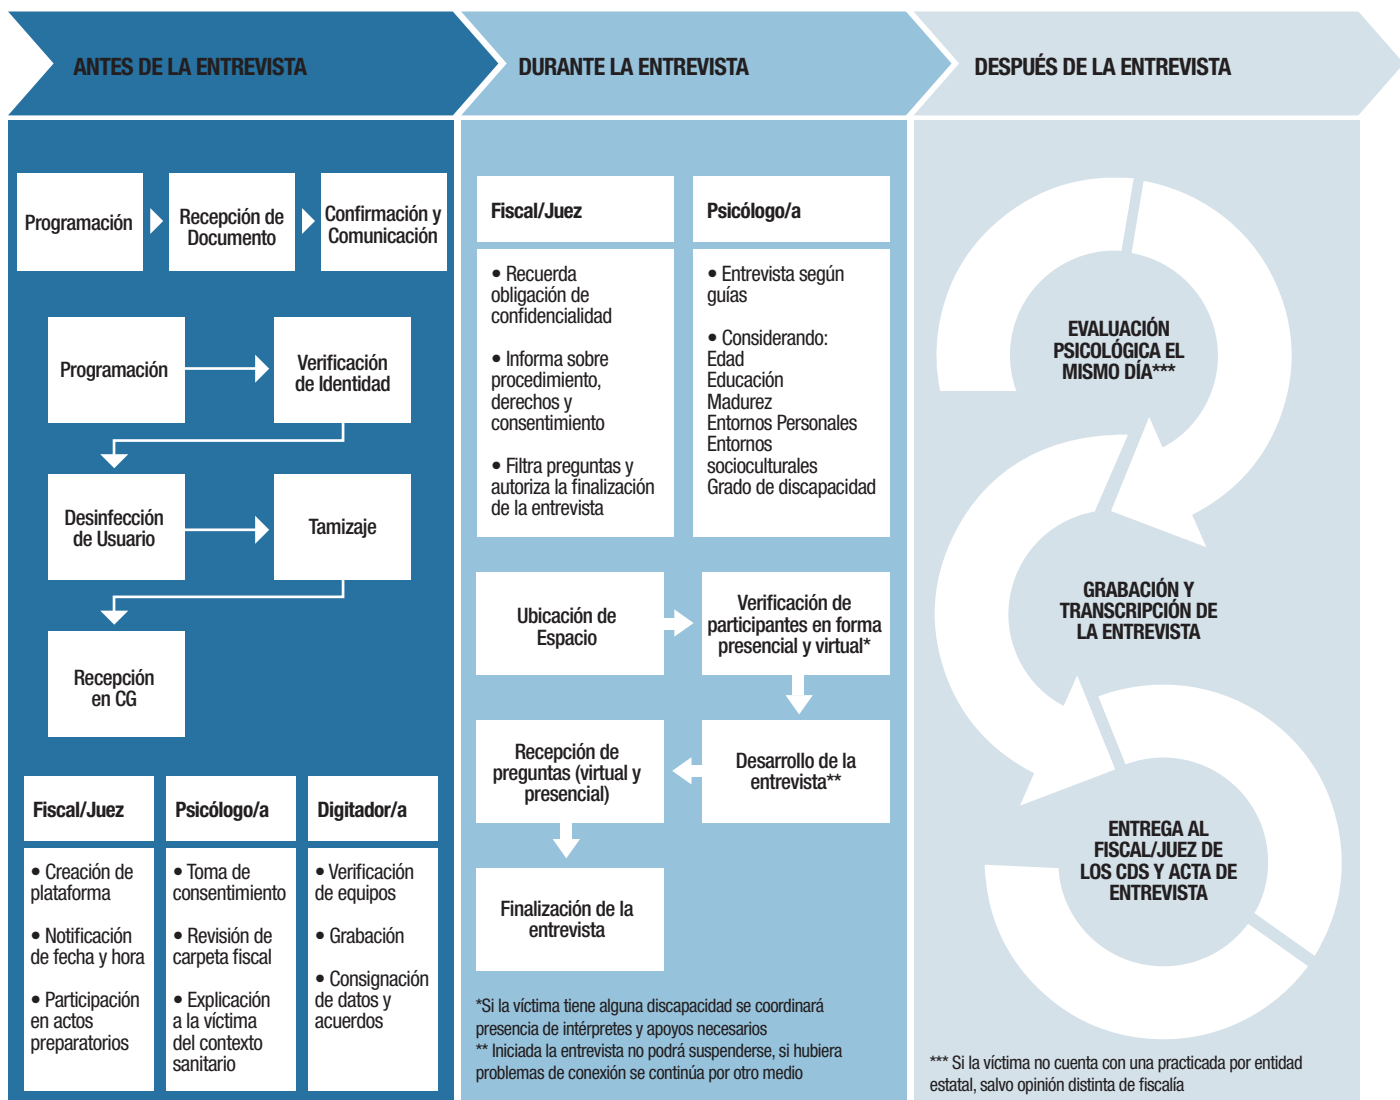 ANTES DE LA ENTREVISTA
Programación
Recepción de
Documento
Confirmación y
Comunicación
Programación
Verificación
de Identidad
Desinfección
de Usuario
Tamizaje
Recepción
en CG
Fiscal/Juez
• Creación de
plataforma
• Notificación
de fecha y hora
• Participación
en actos
preparatorios
Psicólogo/a
• Toma de
consentimiento
• Revisión de
carpeta fiscal
• Explicación
a la víctima
del contexto
sanitario
Digitador/a
• Verificación
de equipos
• Grabación
• Consignación
de datos y
acuerdos
DURANTE LA ENTREVISTA
Fiscal/Juez
• Recuerda
obligación de
confidencialidad
• Informa sobre
procedimiento,
derechos y
consentimiento
• Filtra preguntas y
autoriza la finalización
de la entrevista
Psicólogo/a
• Entrevista según
guías
• Considerando:
Edad
Educación
Madurez
Entornos Personales
Entornos
socioculturales
Grado de discapacidad
Ubicación de
Espacio
Verificación de
participantes en forma
presencial y virtual*
Desarrollo de la
entrevista**
Recepción de
preguntas (virtual y
presencial)
Finalización de la
entrevista
*Si la víctima tiene alguna discapacidad se coordinará
presencia de intérpretes y apoyos necesarios
** Iniciada la entrevista no podrá suspenderse, si hubiera
problemas de conexión se continúa por otro medio
DESPUÉS DE LA ENTREVISTA
EVALUACIÓN
PSICOLÓGICA EL
MISMO DÍA***
GRABACIÓN Y
TRANSCRIPCIÓN DE
LA ENTREVISTA
ENTREGA AL
FISCAL/JUEZ DE
LOS CDS Y ACTA DE
ENTREVISTA
*** Si la víctima no cuenta con una practicada por entidad
estatal, salvo opinión distinta de fiscalía